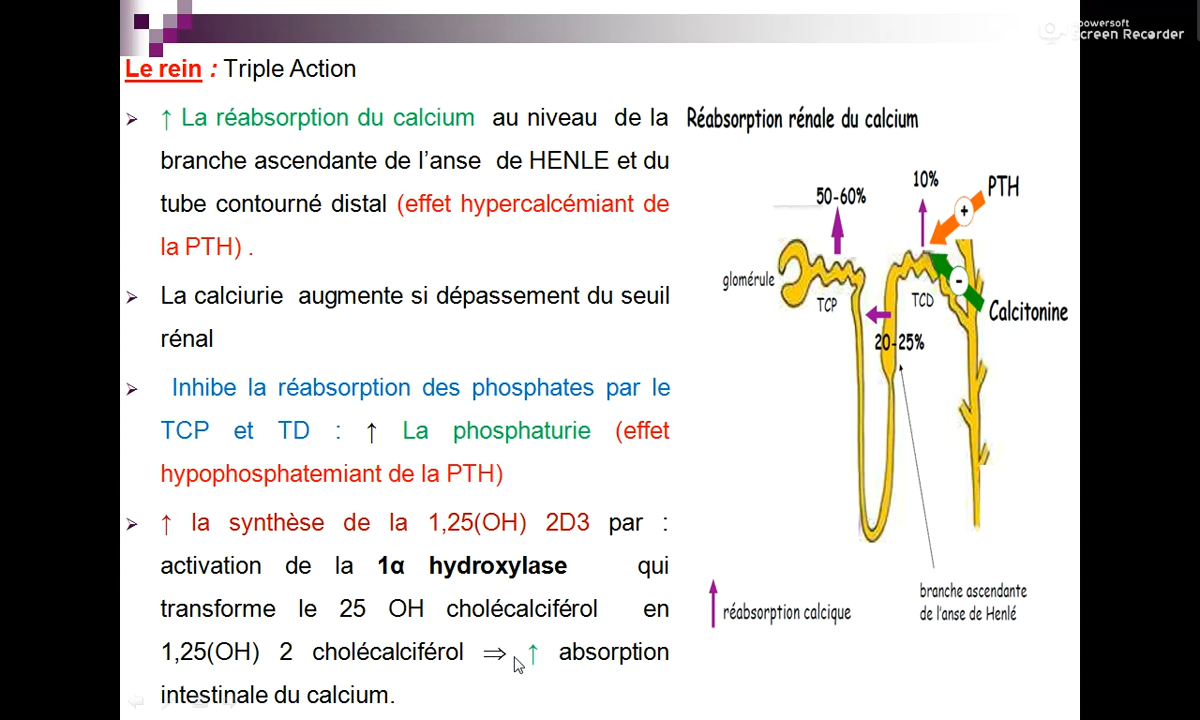 powersoft
Screen Recorder
Le rein : Triple Action
↑ La réabsorption du calcium au niveau de la
branche ascendante de l'anse de HENLE et du
tube contourné distal (effet hypercalcémiant de
la PTH) .
La calciurie augmente si dépassement du seuil
rénal
Inhibe la réabsorption des phosphates par le
TCP et TD : ↑ La phosphaturie (effet
hypophosphatemiant de la PTH)
↑ la synthèse de la 1,25(OH) 2D3 par :
activation de la 1α hydroxylase qui
transforme le 25 OH cholécalciférol en
1,25(OH) 2 cholécalciférol ⇒ ↑ absorption
intestinale du calcium.
Réabsorption rénale du calcium
10%
PTH
50-60%
+
glomérule
TCP
TCD
-
Calcitonine
20-25%
branche ascendante
de l'anse de Henlé
réabsorption calcique